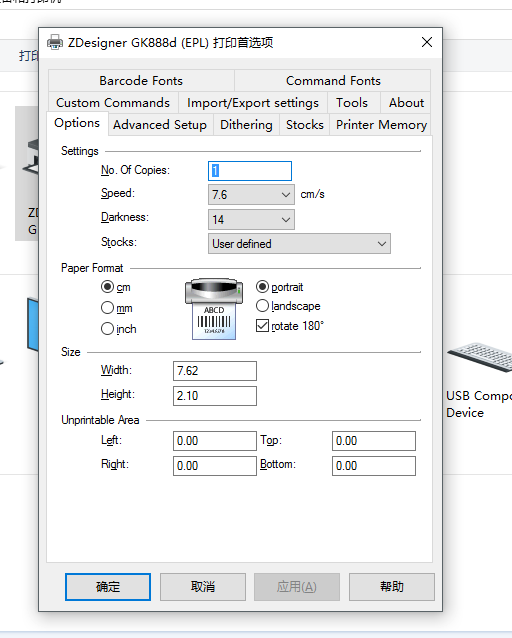 ZDesigner GK888d (EPL) 打印首选项
打印
Barcode Fonts
Command Fonts
Custom Commands
Import/Export settings
Tools
About
Options
Advanced Setup
Dithering
Stocks
Printer Memory
Settings
No. Of Copies:
1
Speed:
7.6
cm/s
Darkness:
14
Stocks:
User defined
Paper Format
cm
mm
inch
ABCD
12345678
portrait
landscape
rotate 180°
Size
Width:
7.62
Height:
2.10
Unprintable Area
Left:
0.00
Top:
0.00
Right:
0.00
Bottom:
0.00
ZD
G
USB Compo
Device
确定
取消
应用(A)
帮助